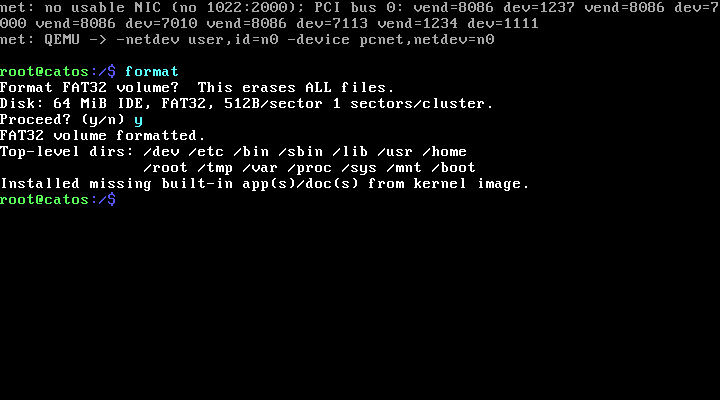 net: no usable NIC (no 1022:2000); PCI bus 0: vend=8086 dev=1237 vend=8086 dev=7
000 vend=8086 dev=7010 vend=8086 dev=7113 vend=1234 dev=1111
net: QEMU -> -netdev user,id=n0 -device pcnet,netdev=n0
root@catos:/$ format
Format FAT32 volume?  This erases ALL files.
Disk: 64 MiB IDE, FAT32, 512B/sector 1 sectors/cluster.
Proceed? (y/n) y
FAT32 volume formatted.
Top-level dirs: /dev /etc /bin /sbin /lib /usr /home
                /root /tmp /var /proc /sys /mnt /boot
Installed missing built-in app(s)/doc(s) from kernel image.
root@catos:/$